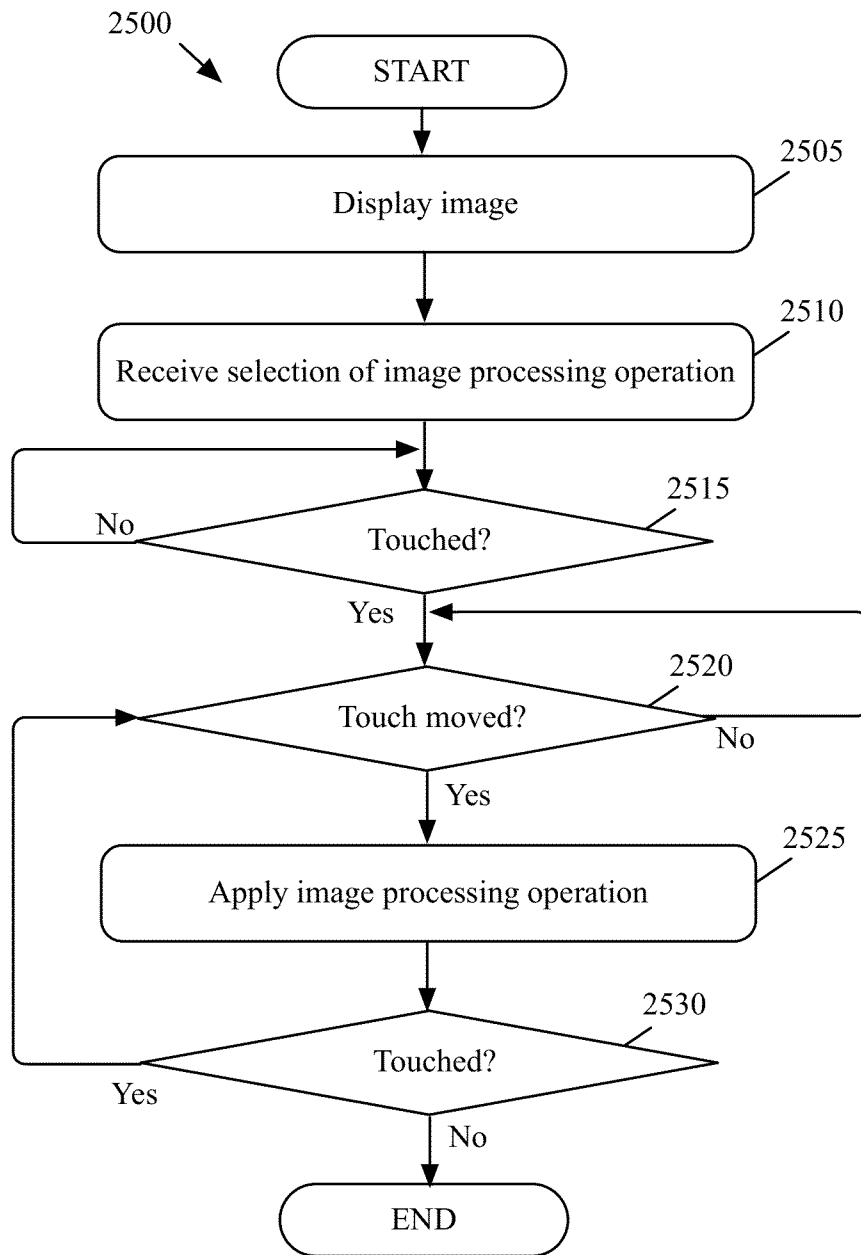 2500
START
2505
Display image
2510
Receive selection of image processing operation
2515
Touched?
No
Yes
2520
Touch moved?
No
Yes
2525
Apply image processing operation
2530
Touched?
Yes
No
END